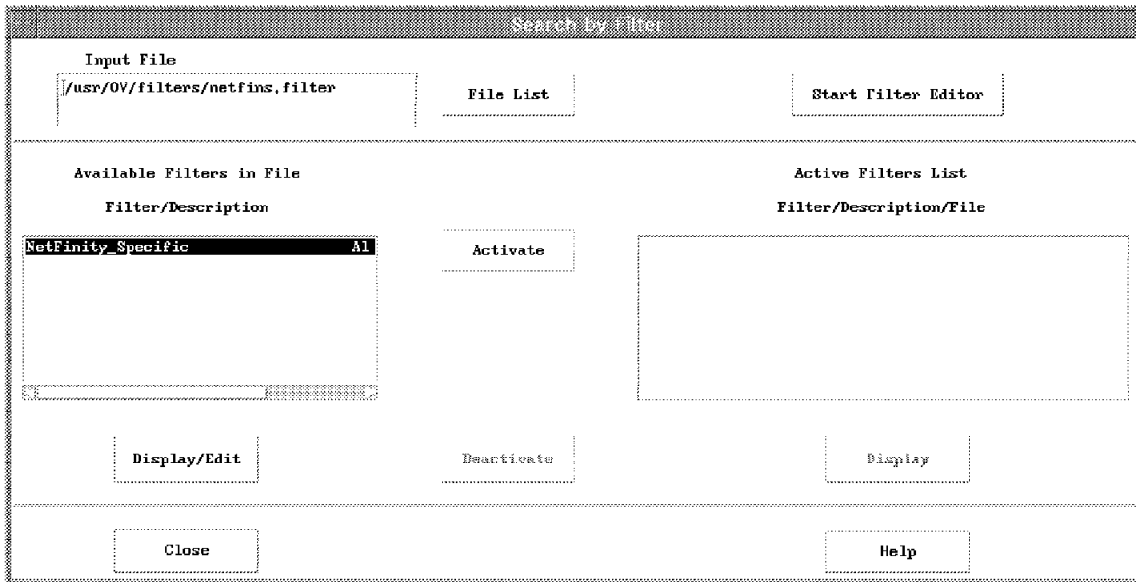 Search by Filter
Input File
/usr/OV/filters/netfins.filter
File List
Start Filter Editor
Available Filters in File
Active Filters List
Filter/Description
Filter/Description/File
NetFinity_Specific Al
Activate
Display/Edit
Deactivate
Display
Close
Help